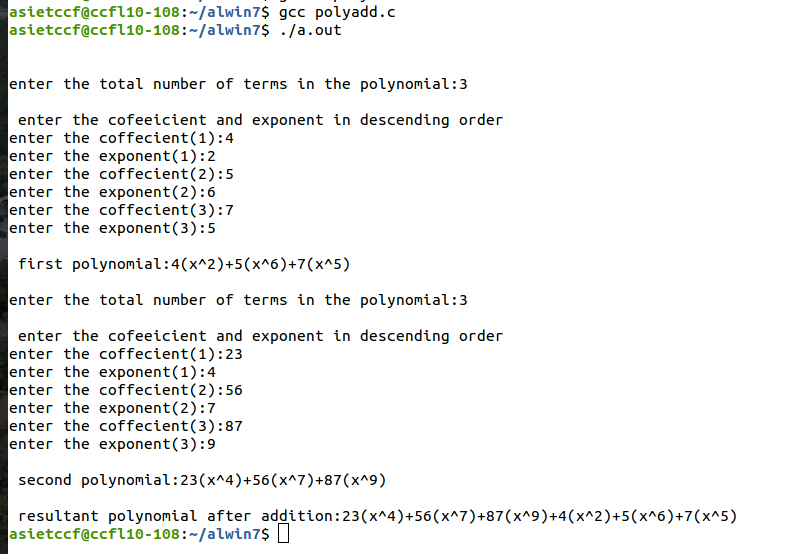 asietccf@ccfl10-108:~/alwin7$ gcc polyadd.c
asietccf@ccfl10-108:~/alwin7$ ./a.out
enter the total number of terms in the polynomial:3
enter the cofeeicient and exponent in descending order
enter the coffecient(1):4
enter the exponent(1):2
enter the coffecient(2):5
enter the exponent(2):6
enter the coffecient(3):7
enter the exponent(3):5
first polynomial:4(x^2)+5(x^6)+7(x^5)
enter the total number of terms in the polynomial:3
enter the cofeeicient and exponent in descending order
enter the coffecient(1):23
enter the exponent(1):4
enter the coffecient(2):56
enter the exponent(2):7
enter the coffecient(3):87
enter the exponent(3):9
second polynomial:23(x^4)+56(x^7)+87(x^9)
resultant polynomial after addition:23(x^4)+56(x^7)+87(x^9)+4(x^2)+5(x^6)+7(x^5)
asietccf@ccfl10-108:~/alwin7$